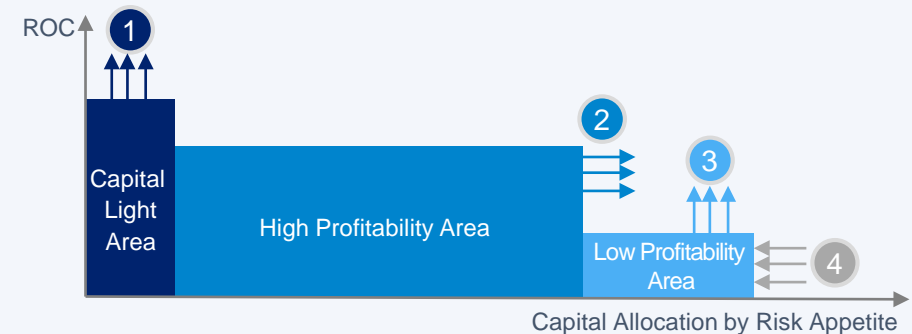 ROC
1
2
3
Capital
Light
Area
High Profitability Area
Low Profitability
Area
4
Capital Allocation by Risk Appetite